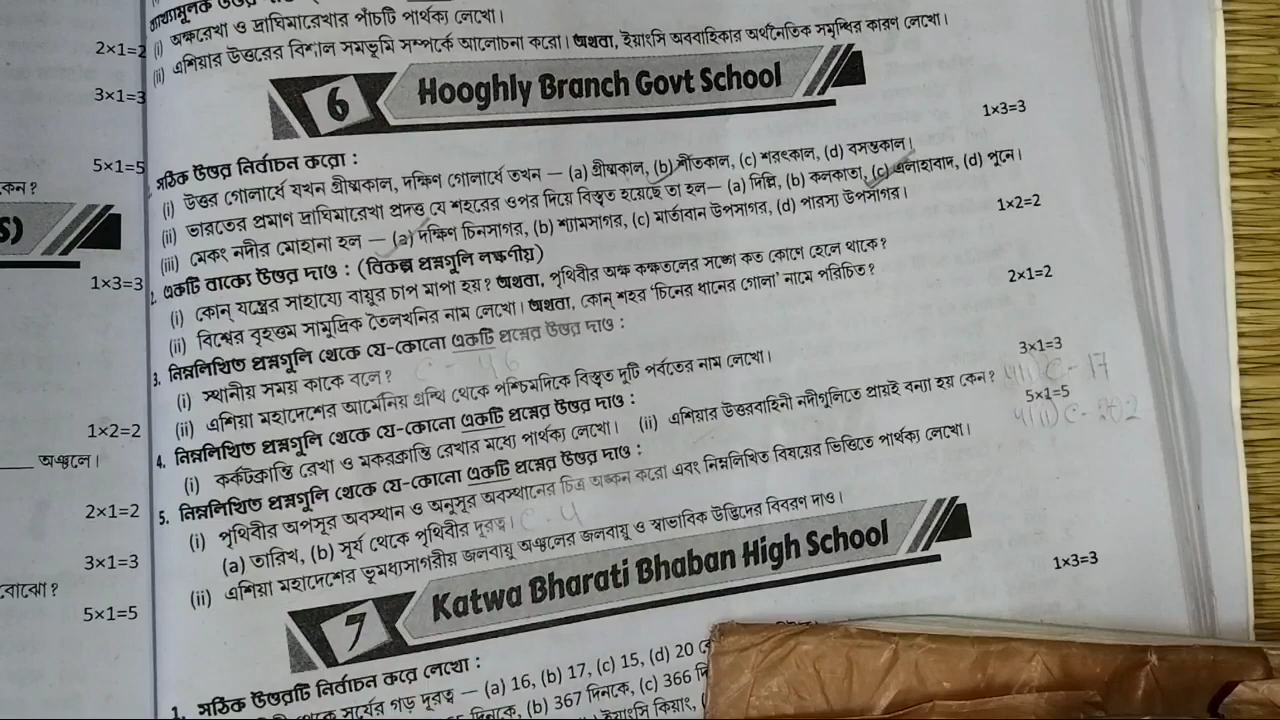 (i) অক্ষরেখা ও দ্রাঘিমারেখার পাঁচটি পার্থক্য লেখো।
(ii) এশিয়ার উত্তরের বিশাল সমভূমি সম্পর্কে আলোচনা করো। অথবা, ইয়াংসি অববাহিকার অর্থনৈতিক সমৃদ্ধির কারণ লেখো।
2×1=2
3×1=3
5×1=5
কেন?
S)
1×3=3
1×2=2
অঞ্চলে।
2×1=2
3×1=3
বোঝো?
5×1=5
6 Hooghly Branch Govt School
সঠিক উত্তর নির্বাচন করো : 1×3=3
(i) উত্তর গোলার্ধে যখন গ্রীষ্মকাল, দক্ষিণ গোলার্ধে তখন — (a) গ্রীষ্মকাল, (b) শীতকাল, (c) শরৎকাল, (d) বসন্তকাল।
(ii) ভারতের প্রমাণ দ্রাঘিমারেখা প্রদত্ত যে শহরের ওপর দিয়ে বিস্তৃত হয়েছে তা হল— (a) দিল্লি, (b) কলকাতা, (c) এলাহাবাদ, (d) পুনে।
(iii) মেকং নদীর মোহানা হল — (a) দক্ষিণ চিনসাগর, (b) শ্যামসাগর, (c) মার্তাবান উপসাগর, (d) পারস্য উপসাগর।
2. একটি বাক্যে উত্তর দাও : (বিকল্প প্রশ্নগুলি লক্ষণীয়) 1×2=2
(i) কোন্ যন্ত্রের সাহায্যে বায়ুর চাপ মাপা হয়? অথবা, পৃথিবীর অক্ষ কক্ষতলের সঙ্গে কত কোণে হেলে থাকে?
(ii) বিশ্বের বৃহত্তম সামুদ্রিক তৈলখনির নাম লেখো। অথবা, কোন্ শহর ‘চিনের ধানের গোলা’ নামে পরিচিত?
3. নিম্নলিখিত প্রশ্নগুলি থেকে যে-কোনো একটি প্রশ্নের উত্তর দাও : 2×1=2
(i) স্থানীয় সময় কাকে বলে? C - 46
(ii) এশিয়া মহাদেশের আর্মেনিয় গ্রন্থি থেকে পশ্চিমদিকে বিস্তৃত দুটি পর্বতের নাম লেখো।
4. নিম্নলিখিত প্রশ্নগুলি থেকে যে-কোনো একটি প্রশ্নের উত্তর দাও : 3×1=3
(i) কর্কটক্রান্তি রেখা ও মকরক্রান্তি রেখার মধ্যে পার্থক্য লেখো। (ii) এশিয়ার উত্তরবাহিনী নদীগুলিতে প্রায়ই বন্যা হয় কেন? C - 17
5. নিম্নলিখিত প্রশ্নগুলি থেকে যে-কোনো একটি প্রশ্নের উত্তর দাও : 5×1=5
(i) পৃথিবীর অপসূর অবস্থান ও অনুসূর অবস্থানের চিত্র অঙ্কন করো এবং নিম্নলিখিত বিষয়ের ভিত্তিতে পার্থক্য লেখো।
(a) তারিখ, (b) সূর্য থেকে পৃথিবীর দূরত্ব। C - 4
(ii) এশিয়া মহাদেশের ভূমধ্যসাগরীয় জলবায়ু অঞ্চলের জলবায়ু ও স্বাভাবিক উদ্ভিদের বিবরণ দাও।
7 Katwa Bharati Bhaban High School
1. সঠিক উত্তরটি নির্বাচন করে লেখো : 1×3=3
থেকে সূর্যের গড় দূরত্ব — (a) 16, (b) 17, (c) 15, (d) 20
দিনকে, (b) 367 দিনকে, (c) 366
ইয়াংসি কিয়াং,